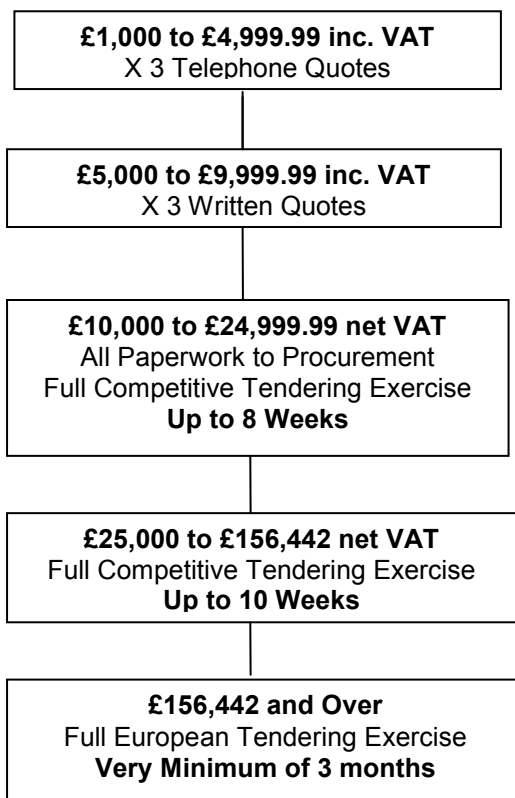 £1,000 to £4,999.99 inc. VAT
X 3 Telephone Quotes
£5,000 to £9,999.99 inc. VAT
X 3 Written Quotes
£10,000 to £24,999.99 net VAT
All Paperwork to Procurement
Full Competitive Tendering Exercise
Up to 8 Weeks
£25,000 to £156,442 net VAT
Full Competitive Tendering Exercise
Up to 10 Weeks
£156,442 and Over
Full European Tendering Exercise
Very Minimum of 3 months